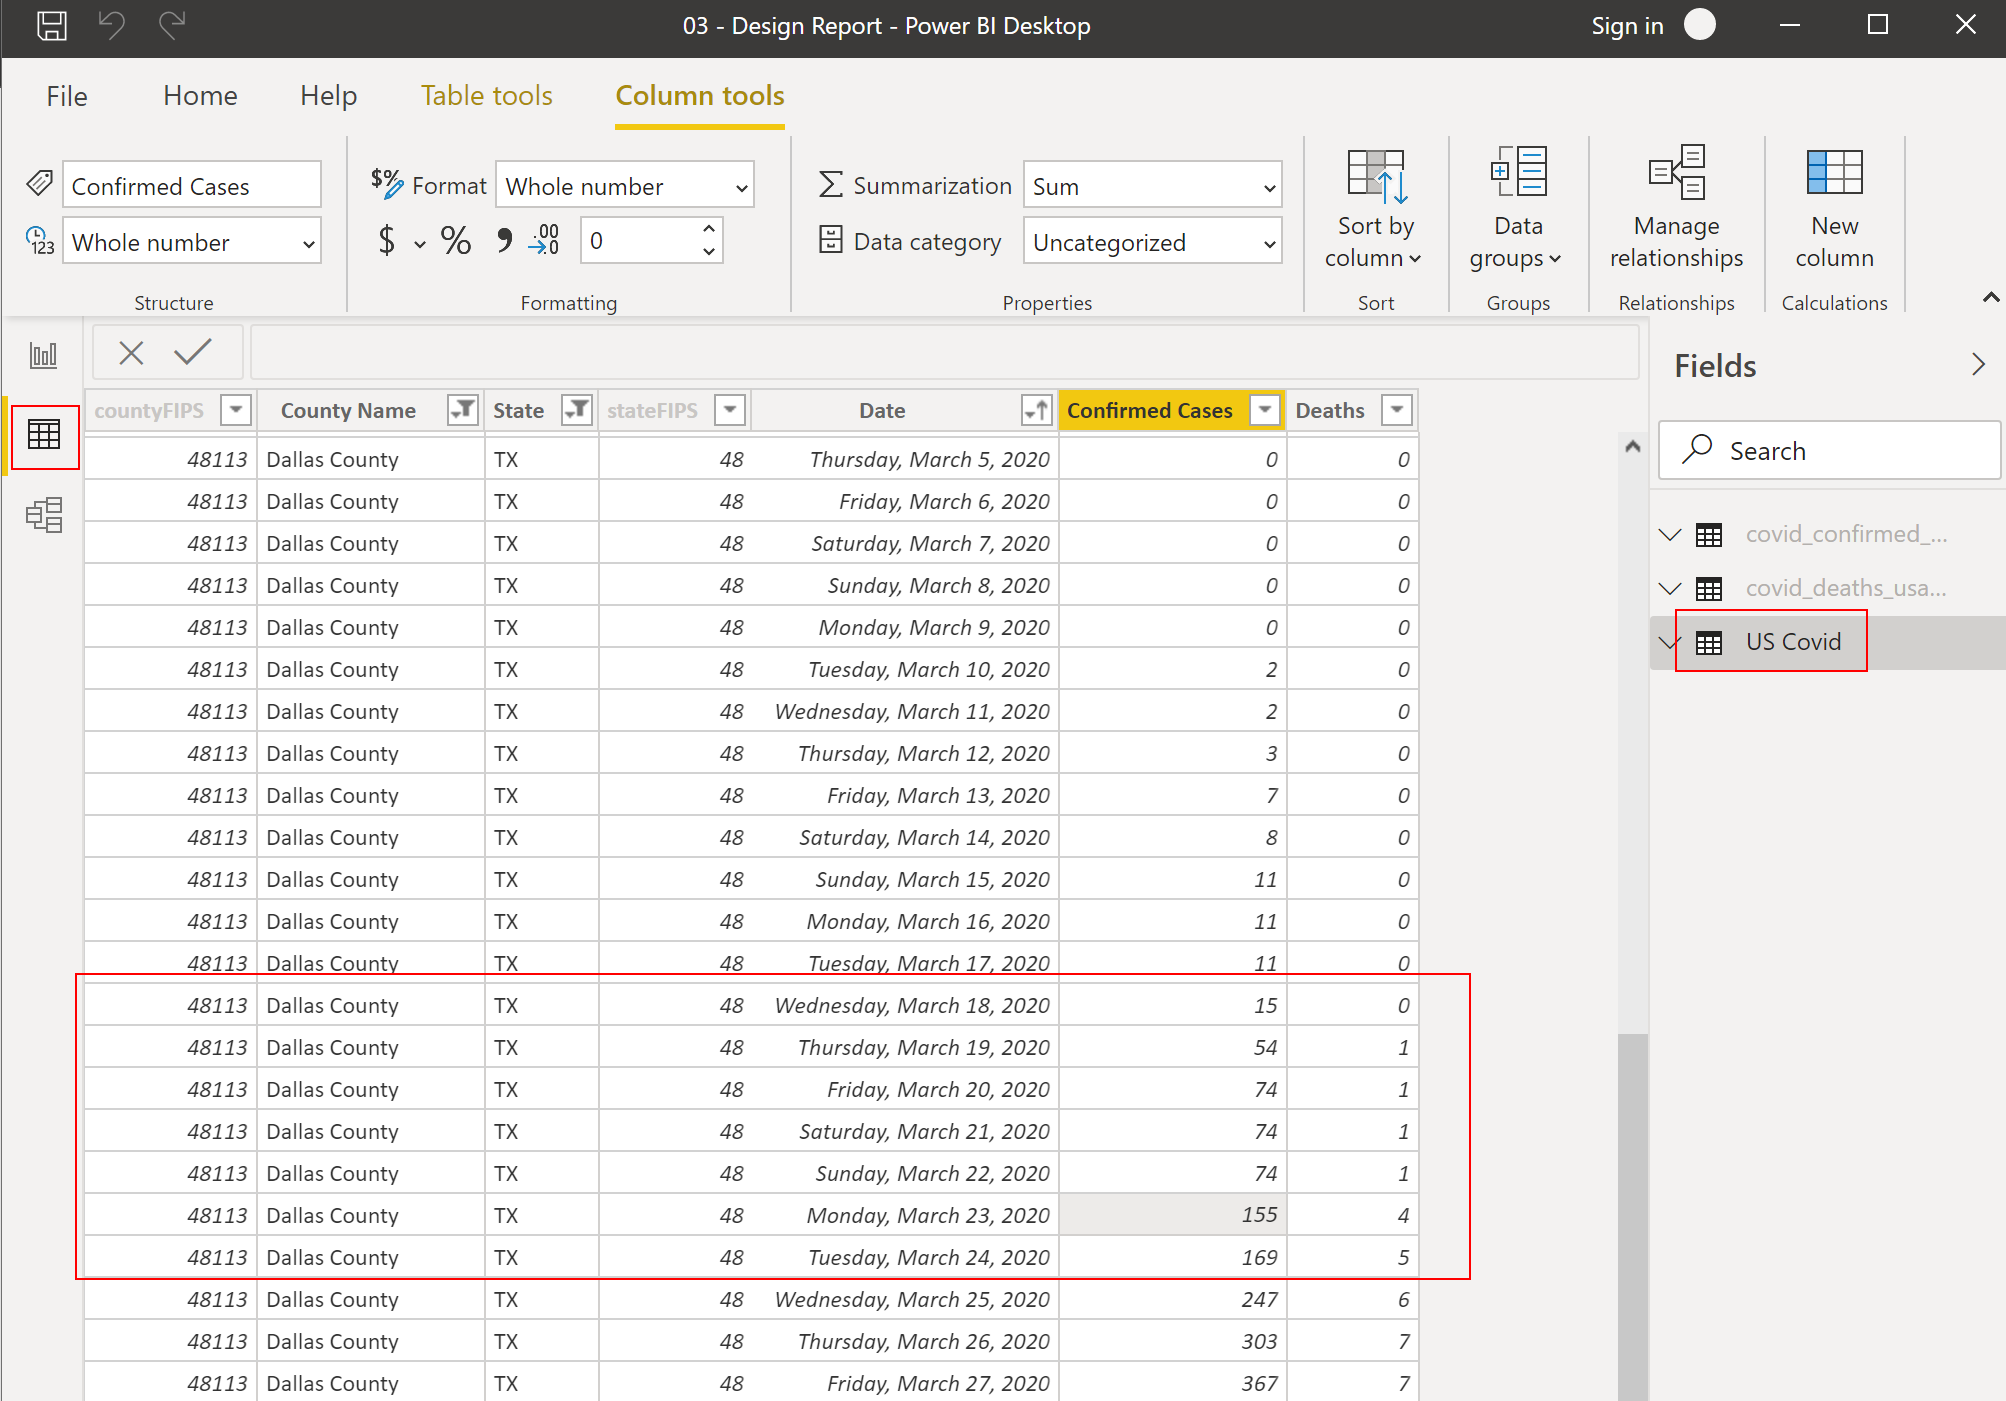 03 - Design Report - Power BI Desktop Sign in
File Home Help Table tools Column tools
Confirmed Cases $% Format Whole number Summarization Sum
123 Whole number $ % 9 .00 0 Data category Uncategorized
Sort by column Data groups Manage relationships New column
Structure Formatting Properties Sort Groups Relationships Calculations
Fields
countyFIPS County Name State stateFIPS Date Confirmed Cases Deaths
Search
48113 Dallas County TX 48 Thursday, March 5, 2020 0 0
48113 Dallas County TX 48 Friday, March 6, 2020 0 0
48113 Dallas County TX 48 Saturday, March 7, 2020 0 0
48113 Dallas County TX 48 Sunday, March 8, 2020 0 0
48113 Dallas County TX 48 Monday, March 9, 2020 0 0
48113 Dallas County TX 48 Tuesday, March 10, 2020 2 0
48113 Dallas County TX 48 Wednesday, March 11, 2020 2 0
48113 Dallas County TX 48 Thursday, March 12, 2020 3 0
48113 Dallas County TX 48 Friday, March 13, 2020 7 0
48113 Dallas County TX 48 Saturday, March 14, 2020 8 0
48113 Dallas County TX 48 Sunday, March 15, 2020 11 0
48113 Dallas County TX 48 Monday, March 16, 2020 11 0
48113 Dallas County TX 48 Tuesday, March 17, 2020 11 0
48113 Dallas County TX 48 Wednesday, March 18, 2020 15 0
48113 Dallas County TX 48 Thursday, March 19, 2020 54 1
48113 Dallas County TX 48 Friday, March 20, 2020 74 1
48113 Dallas County TX 48 Saturday, March 21, 2020 74 1
48113 Dallas County TX 48 Sunday, March 22, 2020 74 1
48113 Dallas County TX 48 Monday, March 23, 2020 155 4
48113 Dallas County TX 48 Tuesday, March 24, 2020 169 5
48113 Dallas County TX 48 Wednesday, March 25, 2020 247 6
48113 Dallas County TX 48 Thursday, March 26, 2020 303 7
48113 Dallas County TX 48 Friday, March 27, 2020 367 7
covid_confirmed_...
covid_deaths_usa...
US Covid